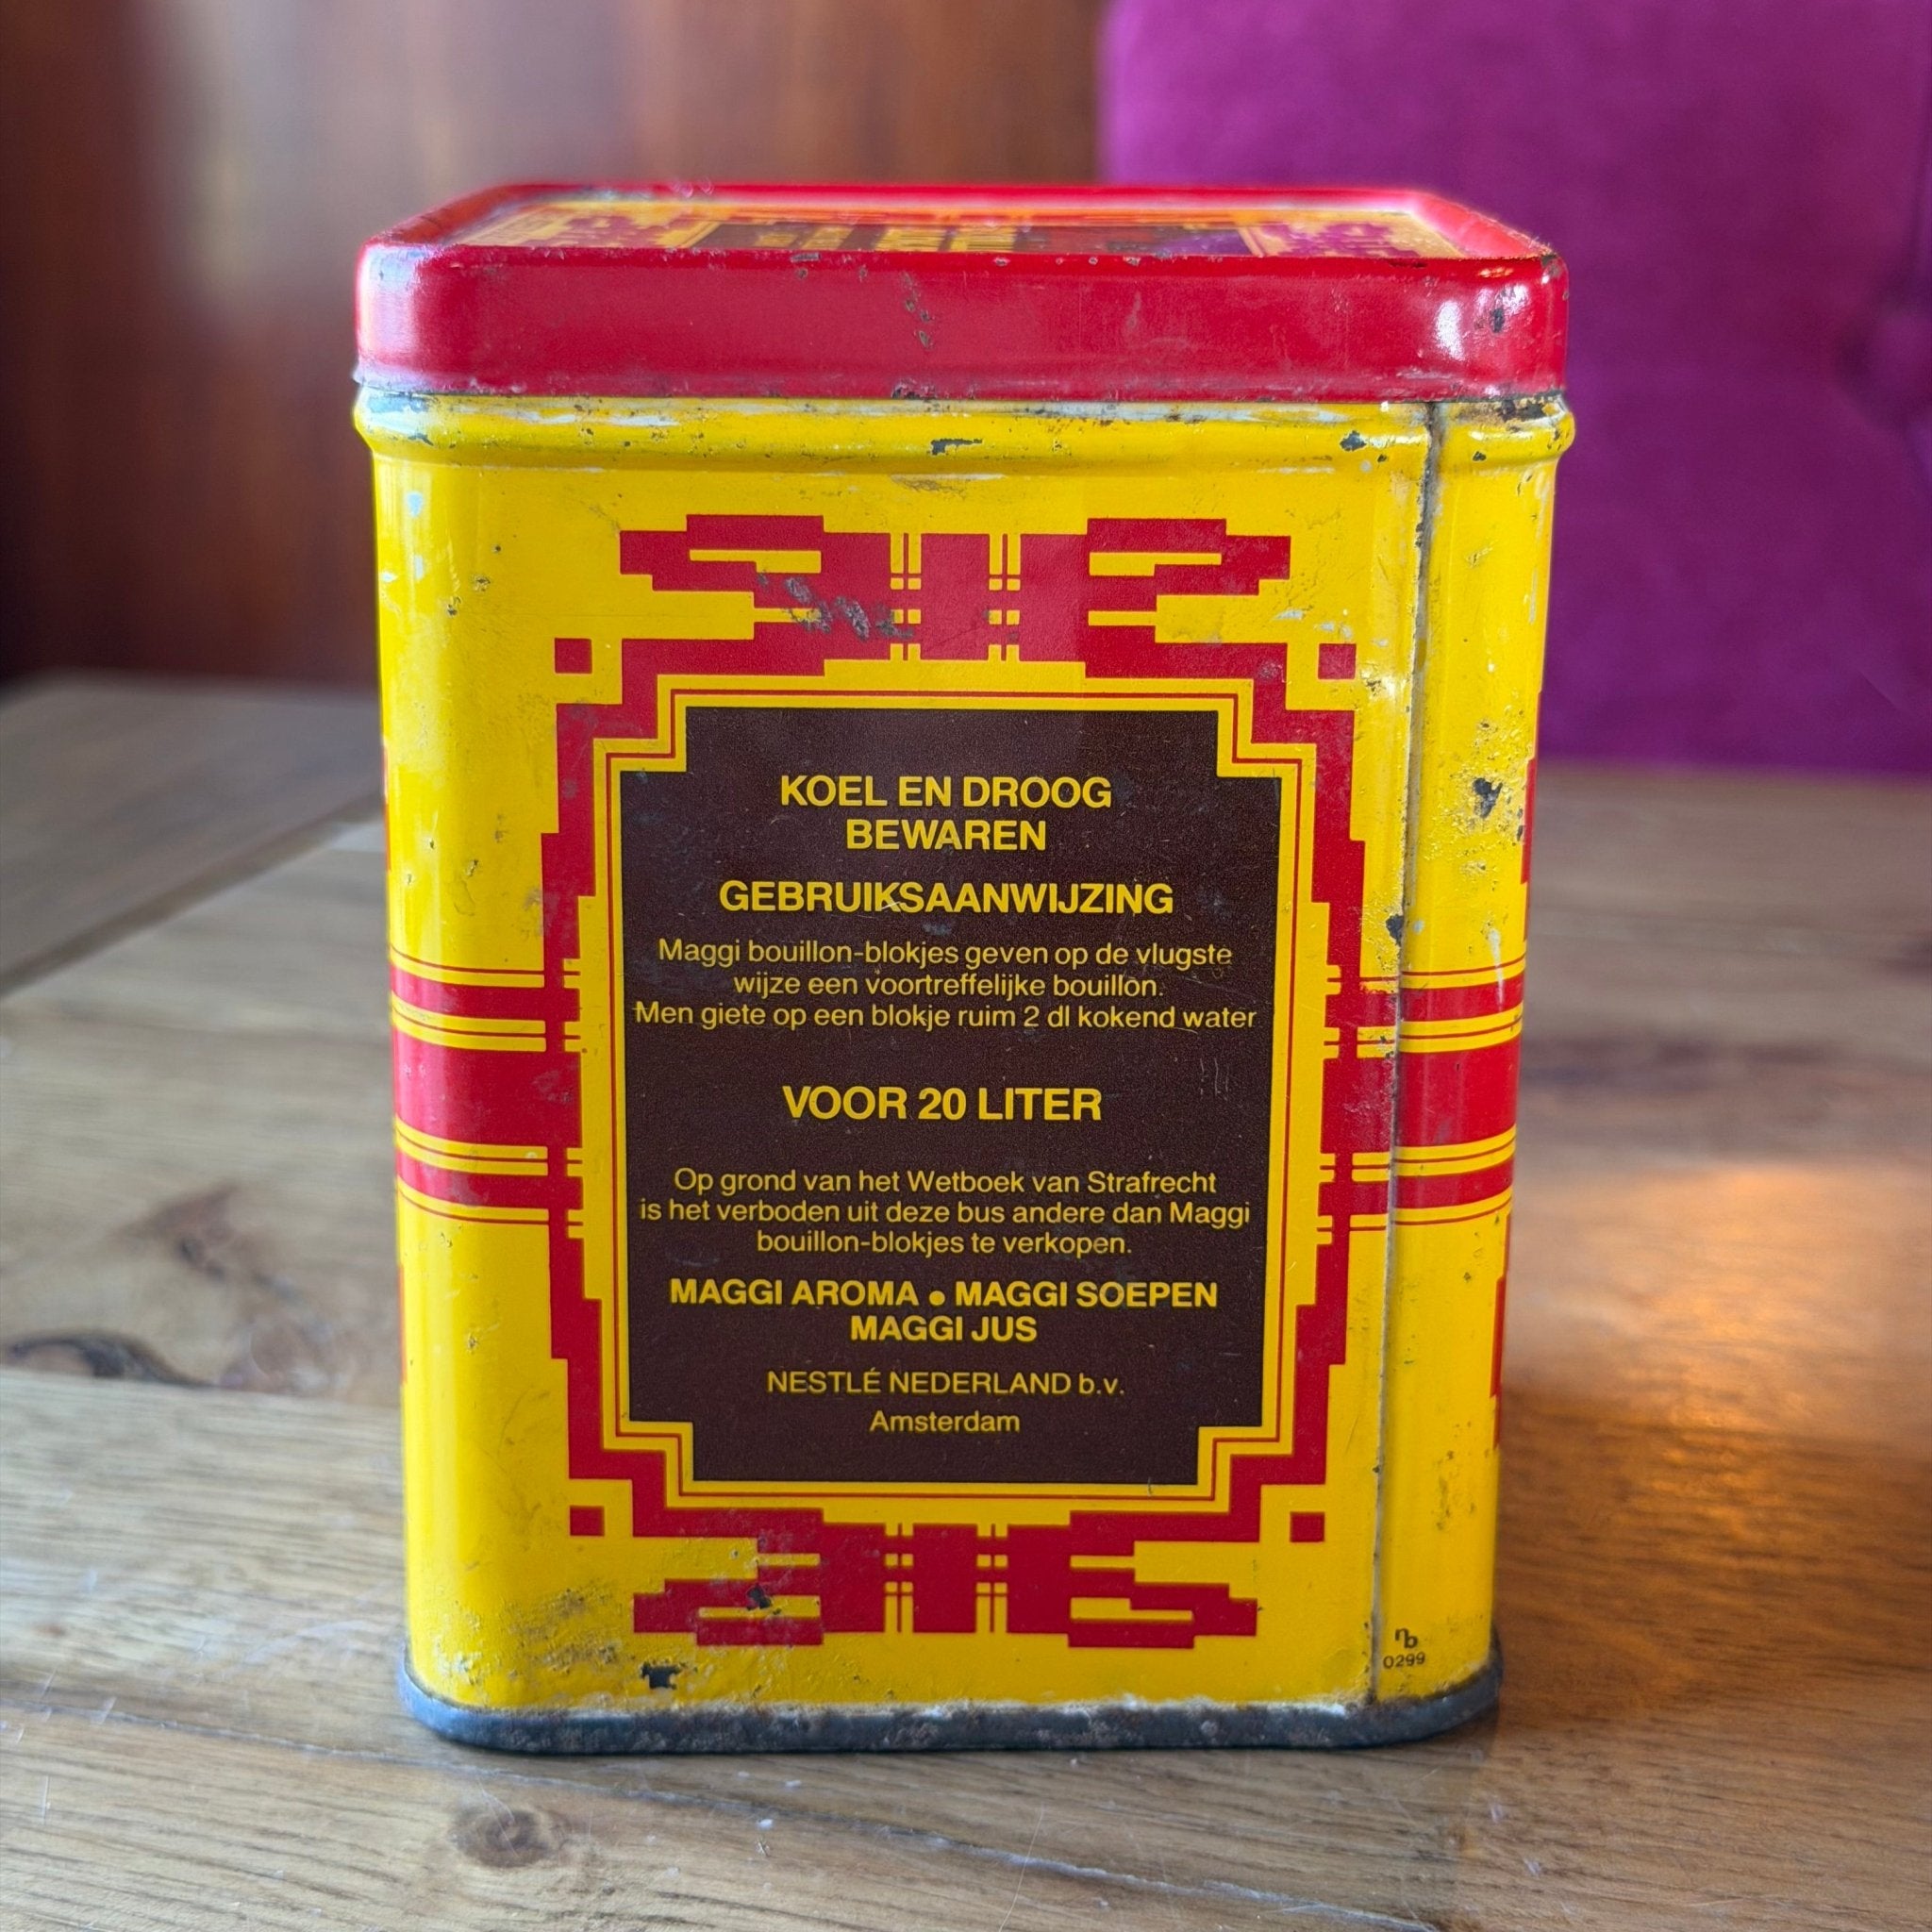 KOEL EN DROOG
BEWAREN
GEBRUIKSAANWIJZING
Maggi bouillon-blokjes geven op de vlugste
wijze een voortreffelijke bouillon.
Men giete op een blokje ruim 2 dl kokend water
VOOR 20 LITER
Op grond van het Wetboek van Strafrecht
is het verboden uit deze bus andere dan Maggi
bouillon-blokjes te verkopen.
MAGGI AROMA ● MAGGI SOEPEN
MAGGI JUS
NESTLÉ NEDERLAND b.v.
Amsterdam
0299